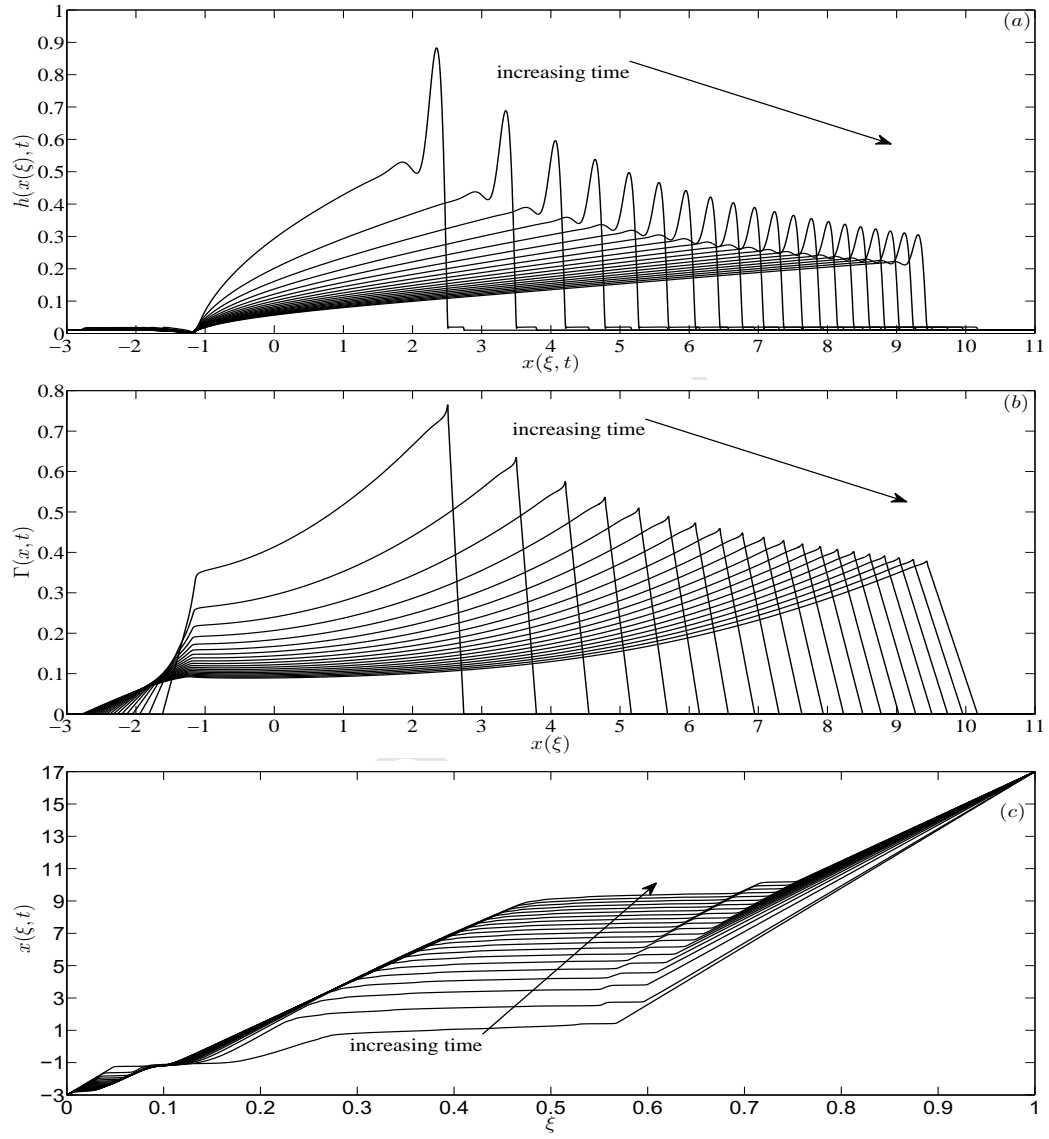 (a)
1
0.9
0.8
0.7
0.6
0.5
0.4
0.3
0.2
0.1
0
h(x(ξ), t)
increasing time
−3 −2 −1 0 1 2 3 4 5 6 7 8 9 10 11
x(ξ, t)
(b)
0.8
0.7
0.6
0.5
0.4
0.3
0.2
0.1
0
Γ(x, t)
increasing time
−3 −2 −1 0 1 2 3 4 5 6 7 8 9 10 11
x(ξ)
(c)
17
15
13
11
9
7
5
3
1
−1
−3
x(ξ, t)
increasing time
0 0.1 0.2 0.3 0.4 0.5 0.6 0.7 0.8 0.9 1
ξ